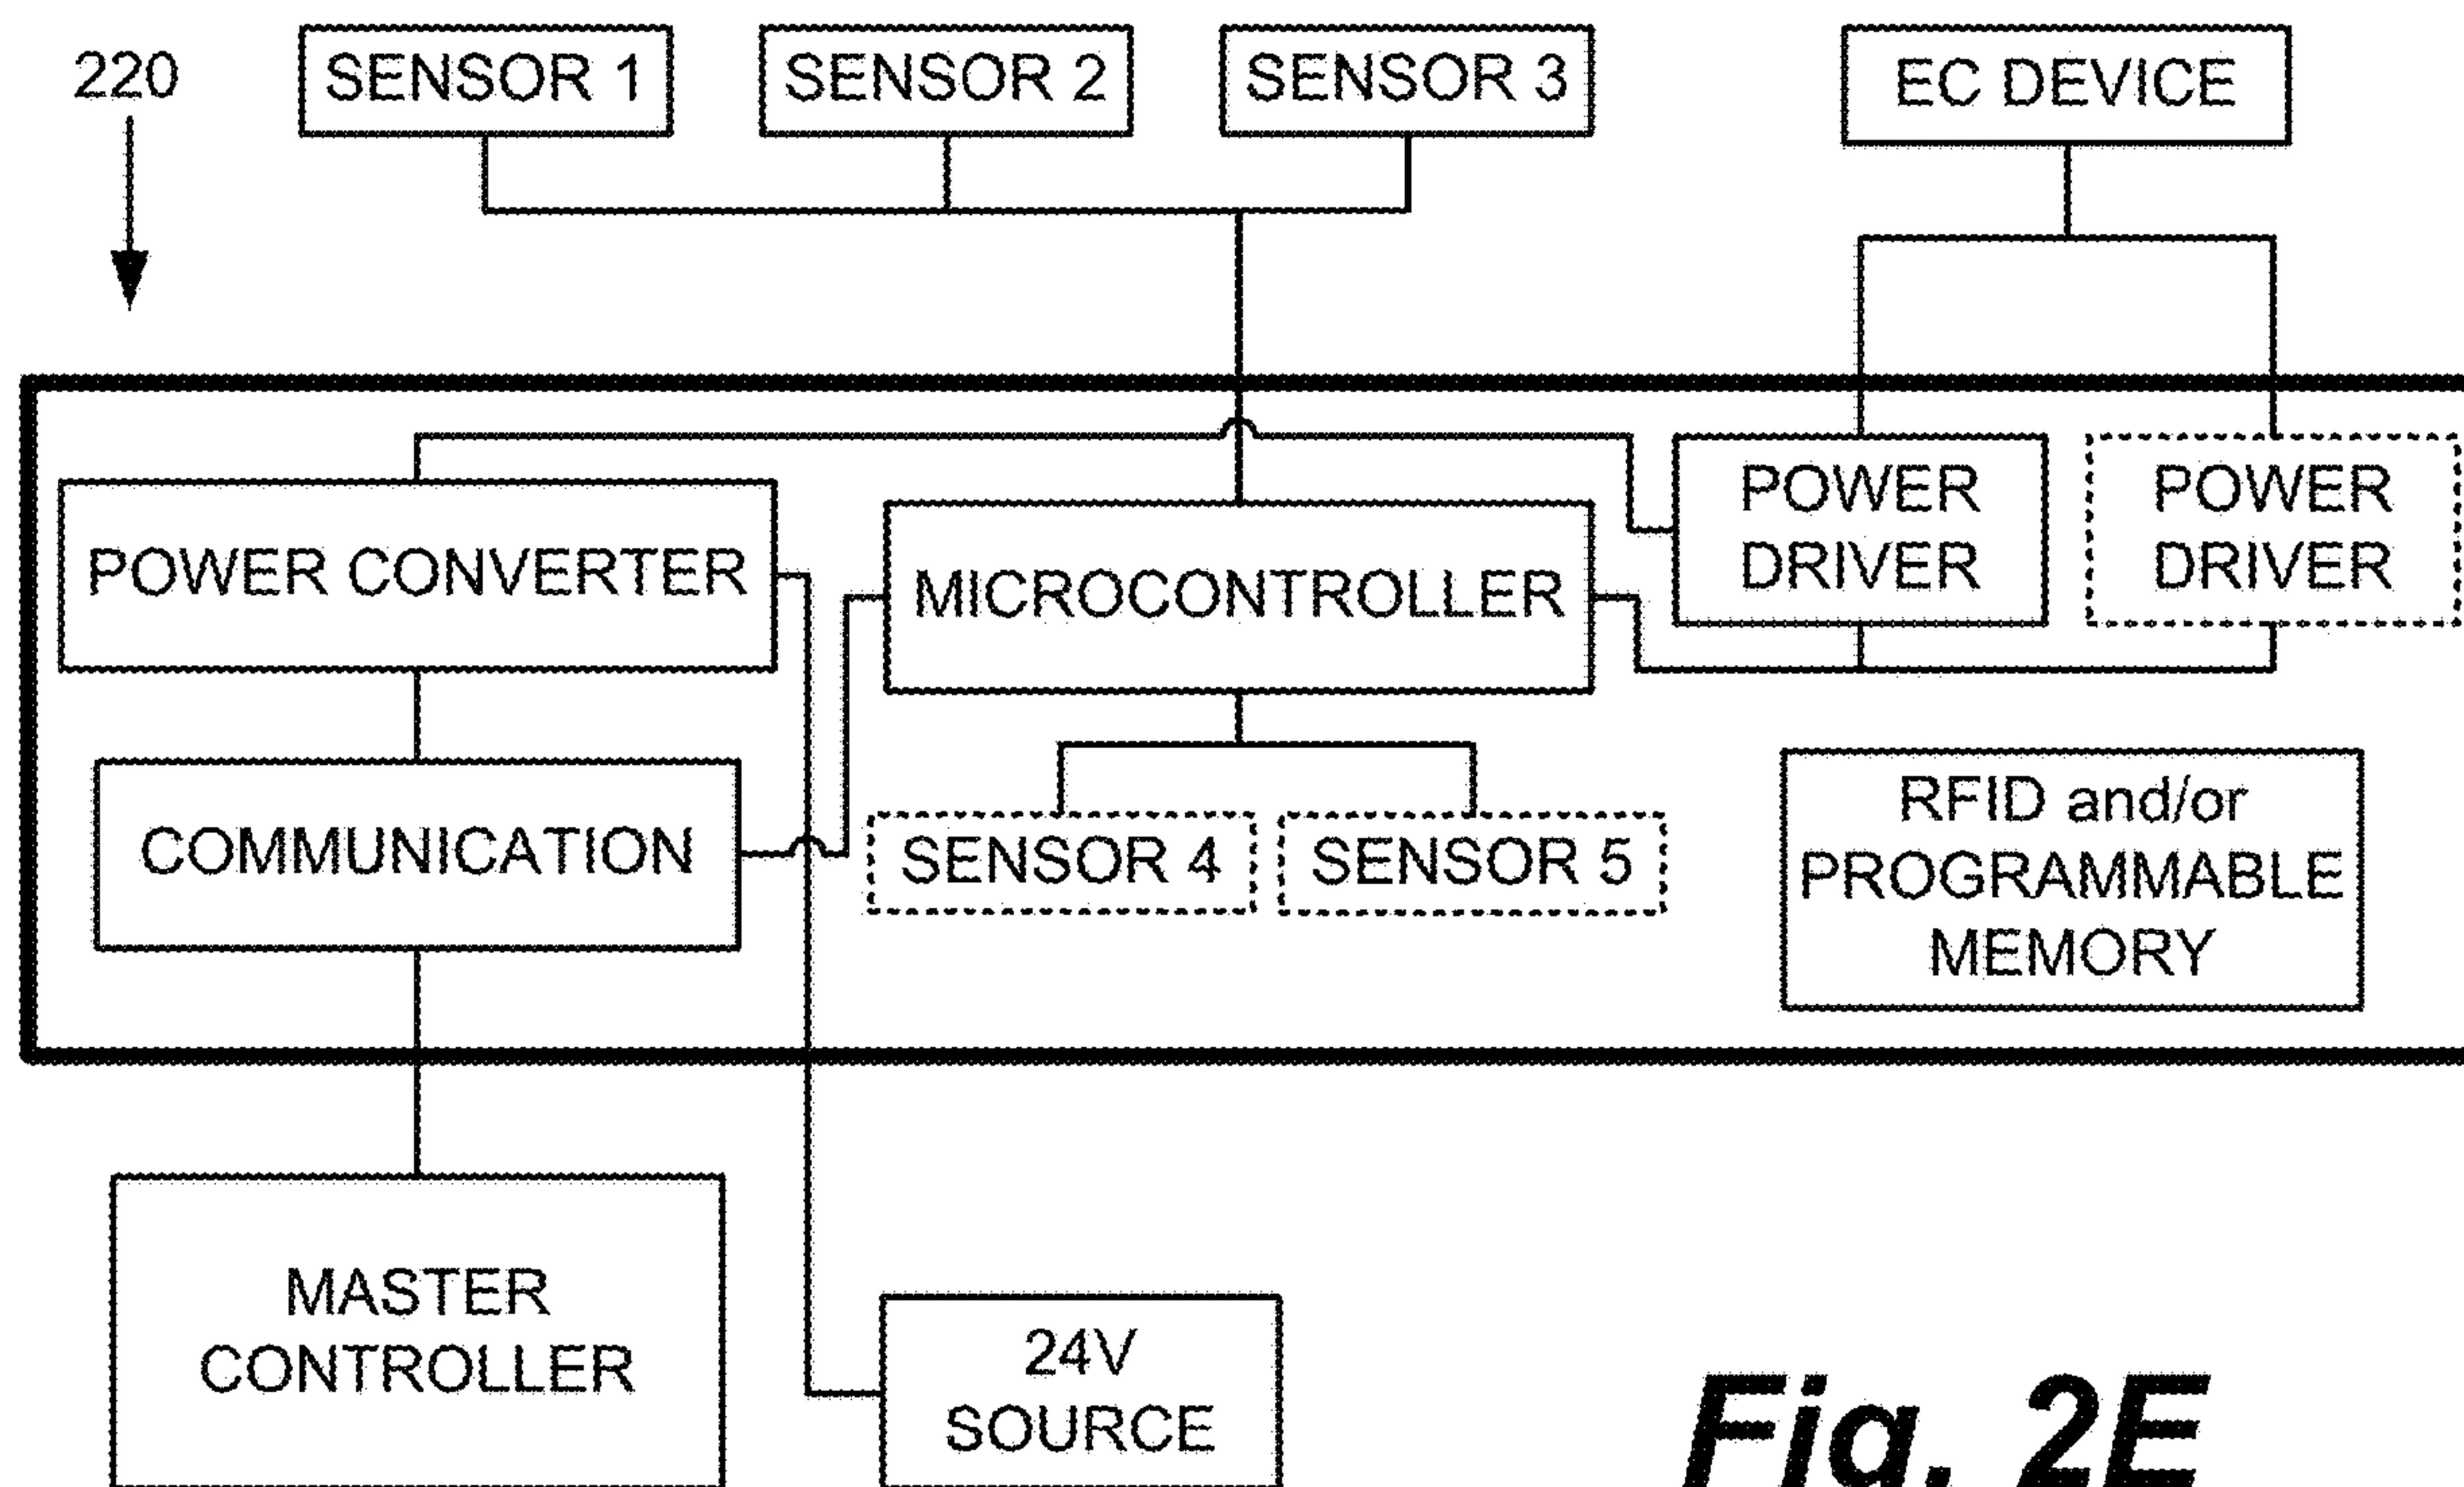 220
SENSOR 1
SENSOR 2
SENSOR 3
EC DEVICE
POWER CONVERTER
MICROCONTROLLER
POWER
DRIVER
POWER
DRIVER
COMMUNICATION
SENSOR 4
SENSOR 5
RFID and/or
PROGRAMMABLE
MEMORY
MASTER
CONTROLLER
24V
SOURCE
Fig. 2E